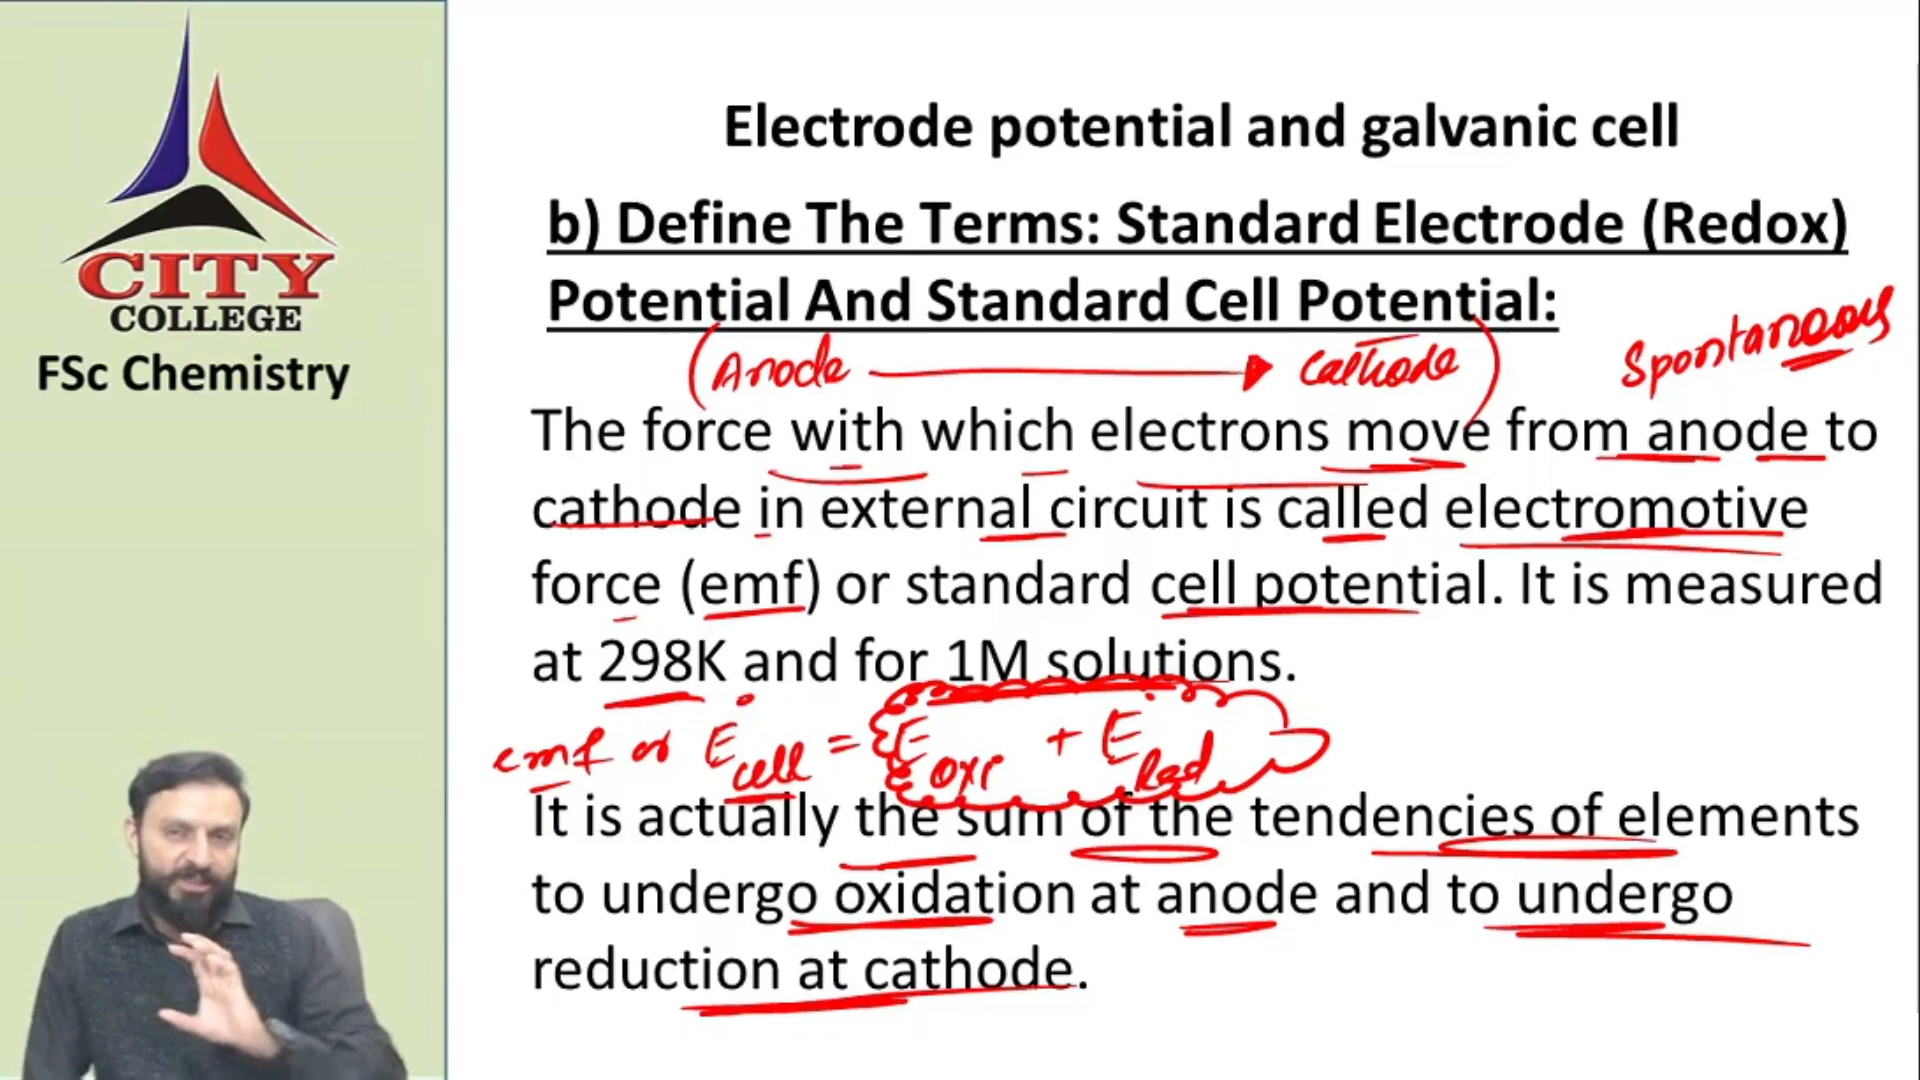 CITY
COLLEGE
FSc Chemistry
Electrode potential and galvanic cell
b) Define The Terms: Standard Electrode (Redox)
Potential And Standard Cell Potential:
(Anode → Cathode)
Spontaneous
The force with which electrons move from anode to
cathode in external circuit is called electromotive
force (emf) or standard cell potential. It is measured
at 298K and for 1M solutions.
emf or E°cell = E oxi + E° Red
It is actually the sum of the tendencies of elements
to undergo oxidation at anode and to undergo
reduction at cathode.